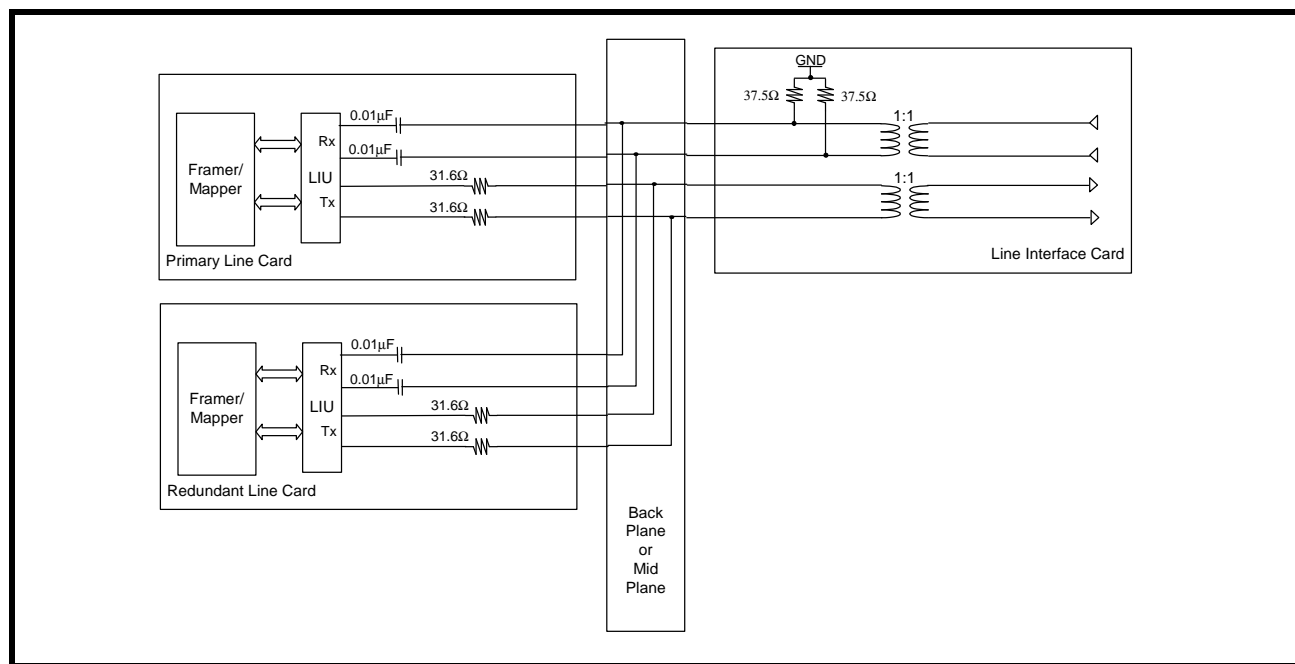 GND
37.5Ω
37.5Ω
1:1
1:1
Line Interface Card
0.01μF
Rx
0.01μF
Framer/
Mapper
LIU
31.6Ω
Tx
31.6Ω
Primary Line Card
0.01μF
Rx
0.01μF
Framer/
Mapper
LIU
31.6Ω
Tx
31.6Ω
Redundant Line Card
Back
Plane
or
Mid
Plane